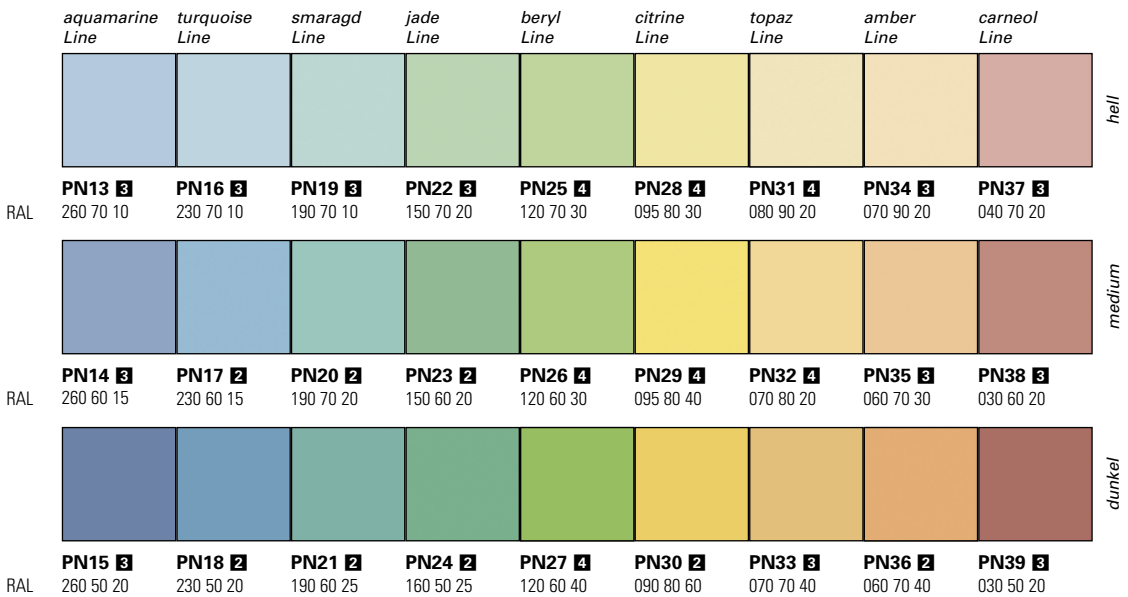 aquamarine Line turquoise Line smaragd Line jade Line beryl Line citrine Line topaz Line amber Line carneol Line
hell
PN13 3 PN16 3 PN19 3 PN22 3 PN25 4 PN28 4 PN31 4 PN34 3 PN37 3
RAL 260 70 10 230 70 10 190 70 10 150 70 20 120 70 30 095 80 30 080 90 20 070 90 20 040 70 20
medium
PN14 3 PN17 2 PN20 2 PN23 2 PN26 4 PN29 4 PN32 4 PN35 3 PN38 3
RAL 260 60 15 230 60 15 190 70 20 150 60 20 120 60 30 095 80 40 070 80 20 060 70 30 030 60 20
dunkel
PN15 3 PN18 2 PN21 2 PN24 2 PN27 4 PN30 2 PN33 3 PN36 2 PN39 3
RAL 260 50 20 230 50 20 190 60 25 160 50 25 120 60 40 090 80 60 070 70 40 060 70 40 030 50 20